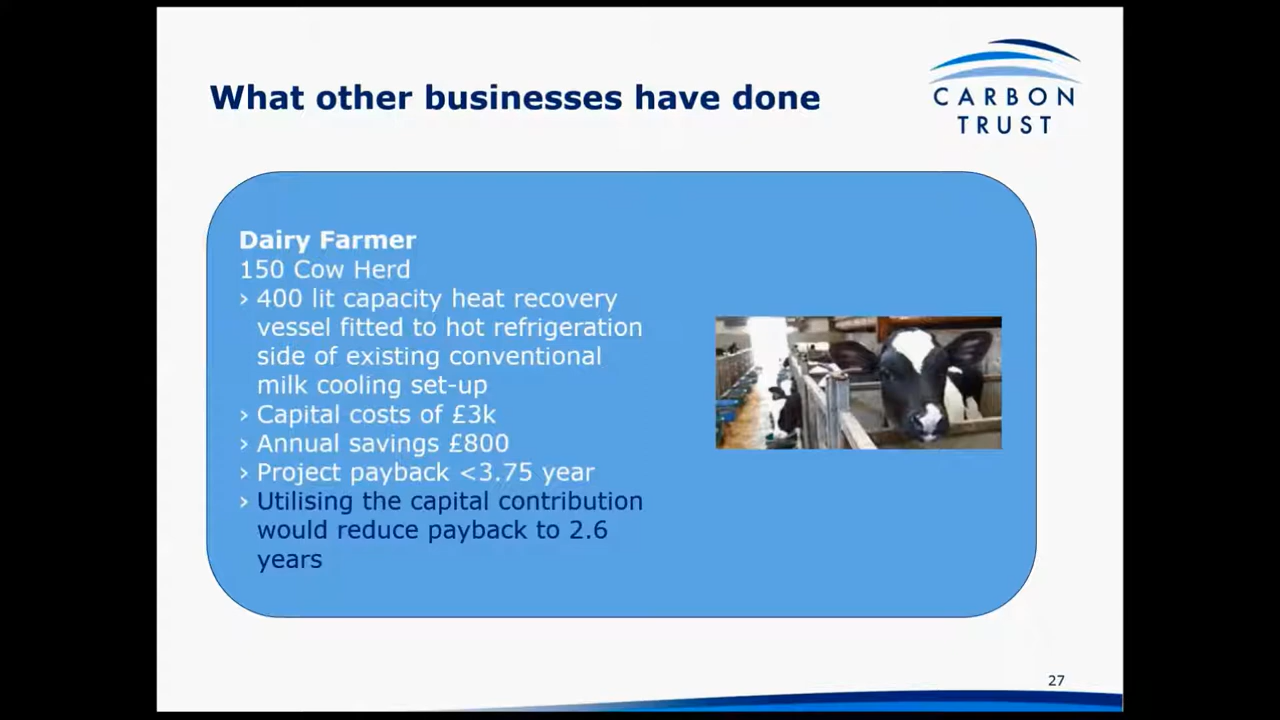 What other businesses have done
CARBON
TRUST
Dairy Farmer
150 Cow Herd
› 400 lit capacity heat recovery
vessel fitted to hot refrigeration
side of existing conventional
milk cooling set-up
› Capital costs of £3k
› Annual savings £800
› Project payback <3.75 year
› Utilising the capital contribution
would reduce payback to 2.6
years
27